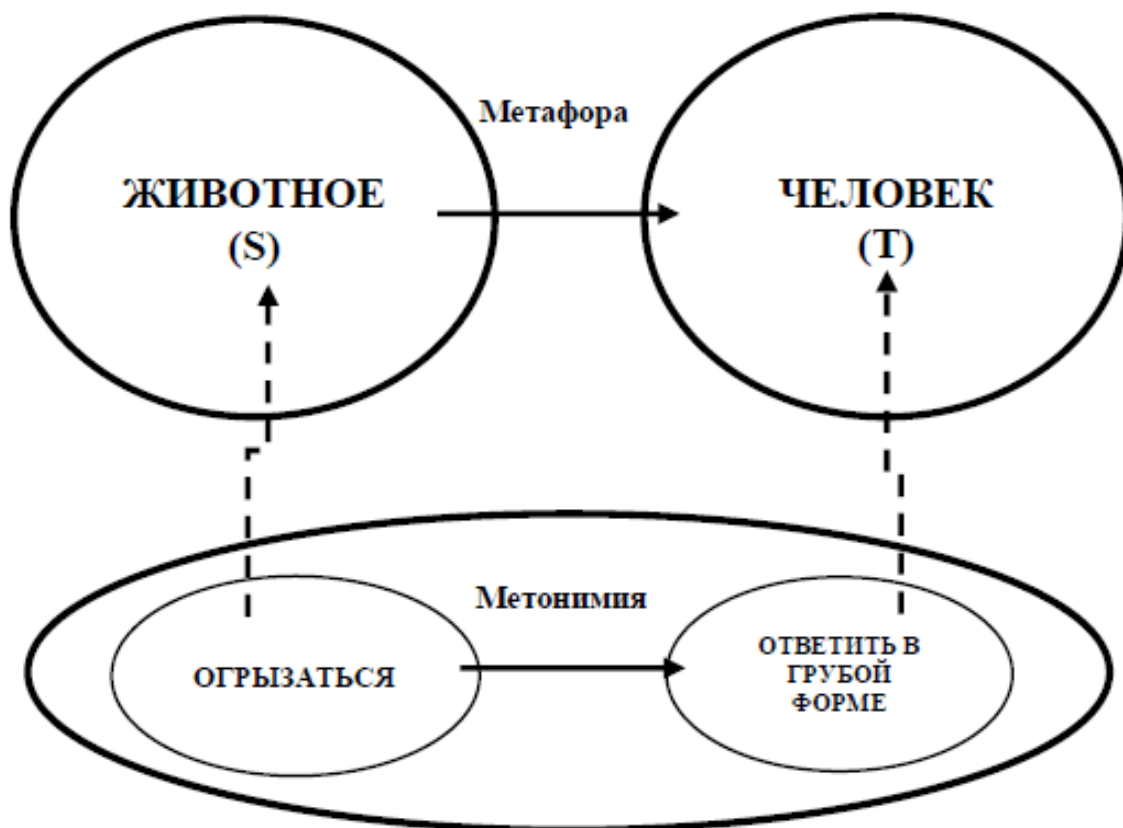 Метафора
ЖИВОТНОЕ
(S)
ЧЕЛОВЕК
(T)
Метонимия
ОГРЫЗАТЬСЯ
ОТВЕТИТЬ В
ГРУБОЙ
ФОРМЕ